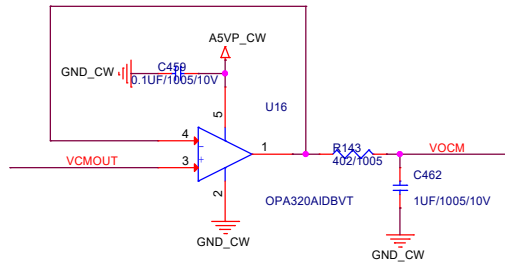 A5VP_CW
C459
GND_CW
0.1UF/1005/10V
U16
5
4
1
R143
VOCM
VCMOUT
3
402/1005
C462
2
OPA320AIDBVT
1UF/1005/10V
GND_CW
GND_CW